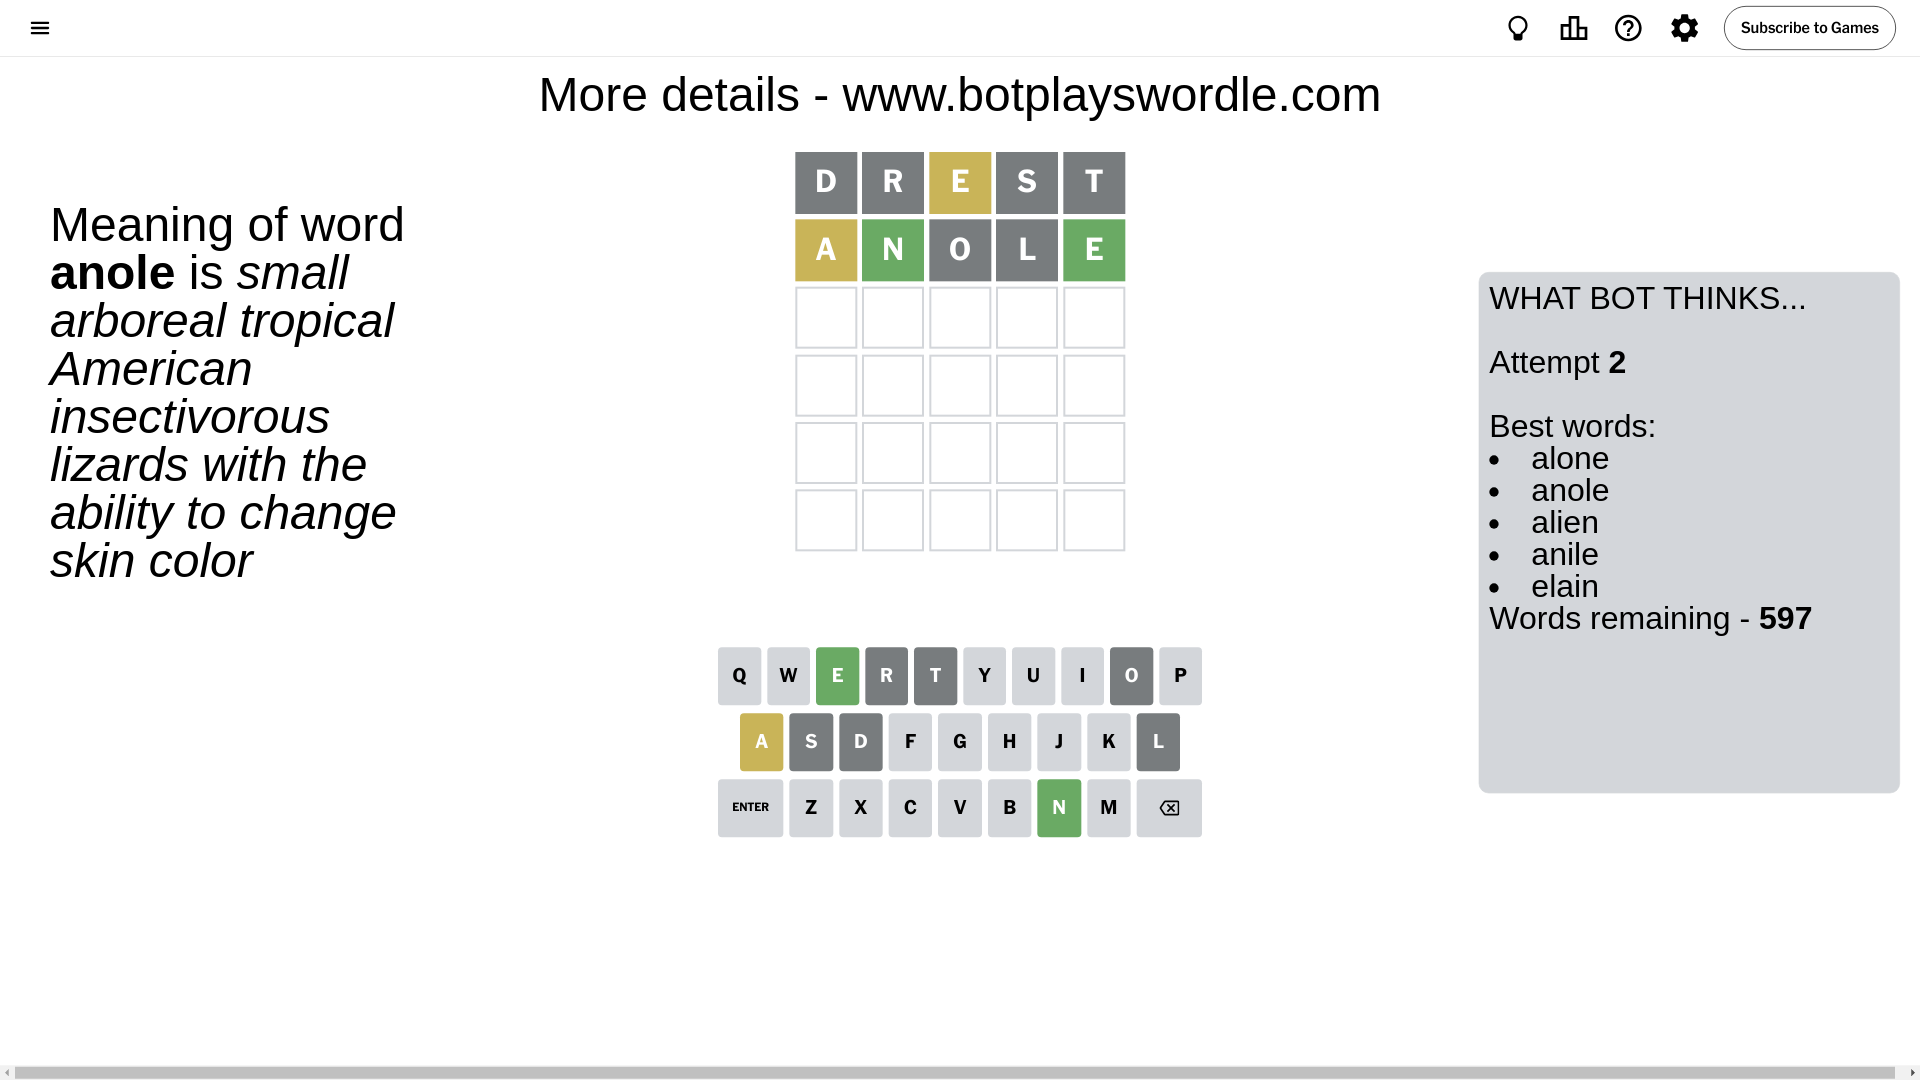 Subscribe to Games
More details - www.botplayswordle.com
Meaning of word
anole is small
arboreal tropical
American
insectivorous
lizards with the
ability to change
skin color
D R E S T
A N O L E
WHAT BOT THINKS...
Attempt 2
Best words:
• alone
• anole
• alien
• anile
• elain
Words remaining - 597
Q W E R T Y U I O P
A S D F G H J K L
ENTER Z X C V B N M